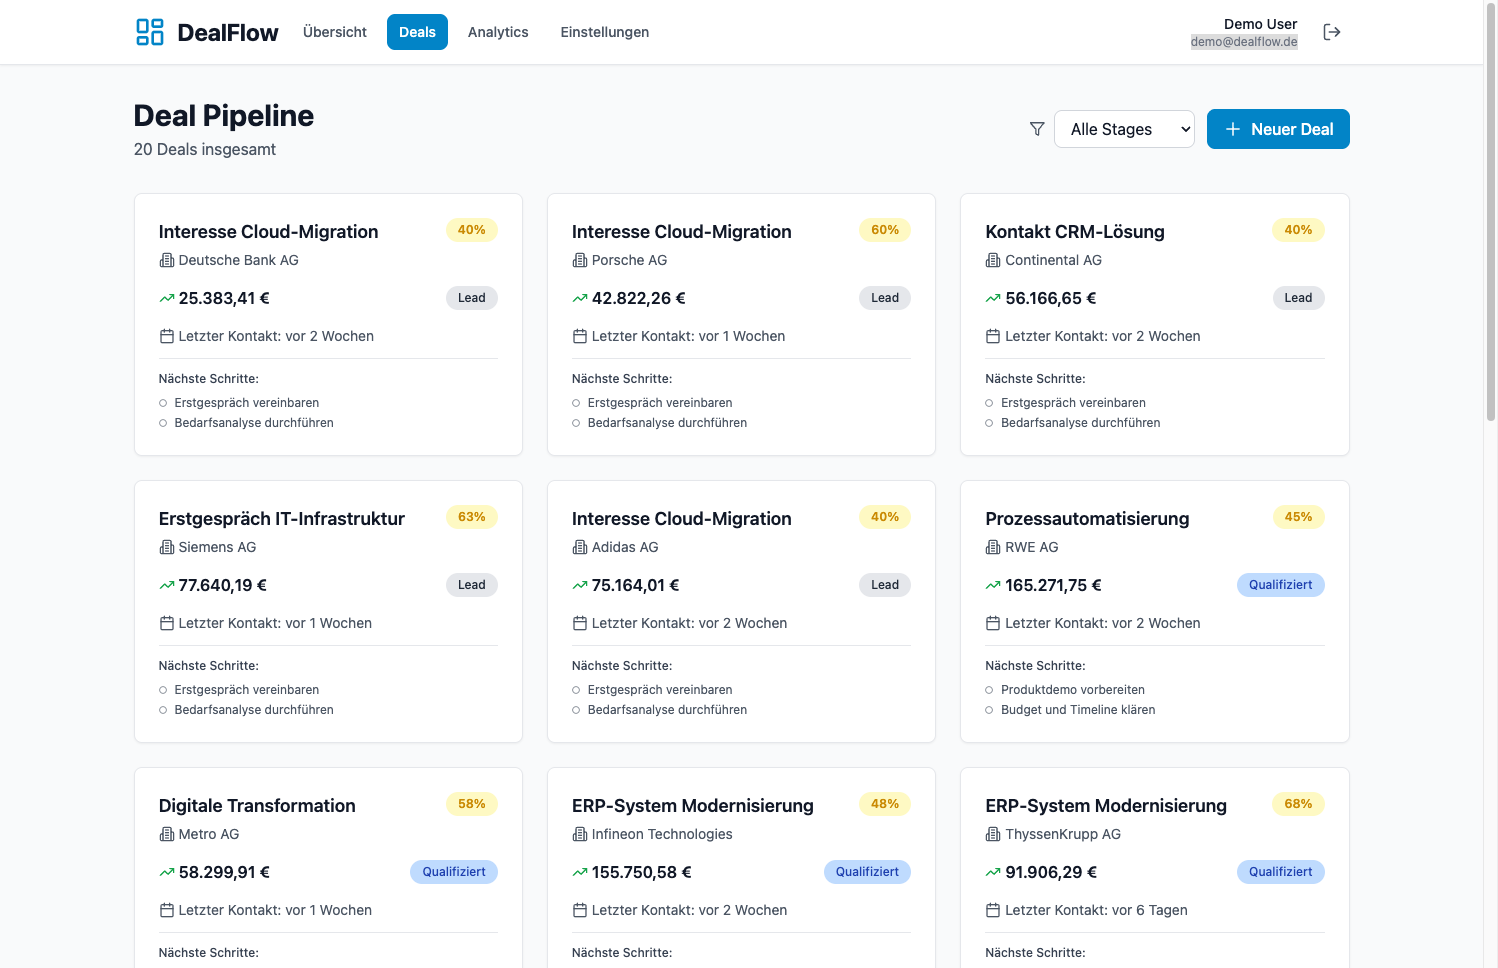 DealFlow
Übersicht
Deals
Analytics
Einstellungen
Demo User
demo@dealflow.de
Deal Pipeline
20 Deals insgesamt
Alle Stages
Neuer Deal
Interesse Cloud-Migration
40%
Deutsche Bank AG
25.383,41 €
Lead
Letzter Kontakt: vor 2 Wochen
Nächste Schritte:
Erstgespräch vereinbaren
Bedarfsanalyse durchführen
Interesse Cloud-Migration
60%
Porsche AG
42.822,26 €
Lead
Letzter Kontakt: vor 1 Wochen
Nächste Schritte:
Erstgespräch vereinbaren
Bedarfsanalyse durchführen
Kontakt CRM-Lösung
40%
Continental AG
56.166,65 €
Lead
Letzter Kontakt: vor 2 Wochen
Nächste Schritte:
Erstgespräch vereinbaren
Bedarfsanalyse durchführen
Erstgespräch IT-Infrastruktur
63%
Siemens AG
77.640,19 €
Lead
Letzter Kontakt: vor 1 Wochen
Nächste Schritte:
Erstgespräch vereinbaren
Bedarfsanalyse durchführen
Interesse Cloud-Migration
40%
Adidas AG
75.164,01 €
Lead
Letzter Kontakt: vor 2 Wochen
Nächste Schritte:
Erstgespräch vereinbaren
Bedarfsanalyse durchführen
Prozessautomatisierung
45%
RWE AG
165.271,75 €
Qualifiziert
Letzter Kontakt: vor 2 Wochen
Nächste Schritte:
Produktdemo vorbereiten
Budget und Timeline klären
Digitale Transformation
58%
Metro AG
58.299,91 €
Qualifiziert
Letzter Kontakt: vor 1 Wochen
Nächste Schritte:
ERP-System Modernisierung
48%
Infineon Technologies
155.750,58 €
Qualifiziert
Letzter Kontakt: vor 2 Wochen
Nächste Schritte:
ERP-System Modernisierung
68%
ThyssenKrupp AG
91.906,29 €
Qualifiziert
Letzter Kontakt: vor 6 Tagen
Nächste Schritte: